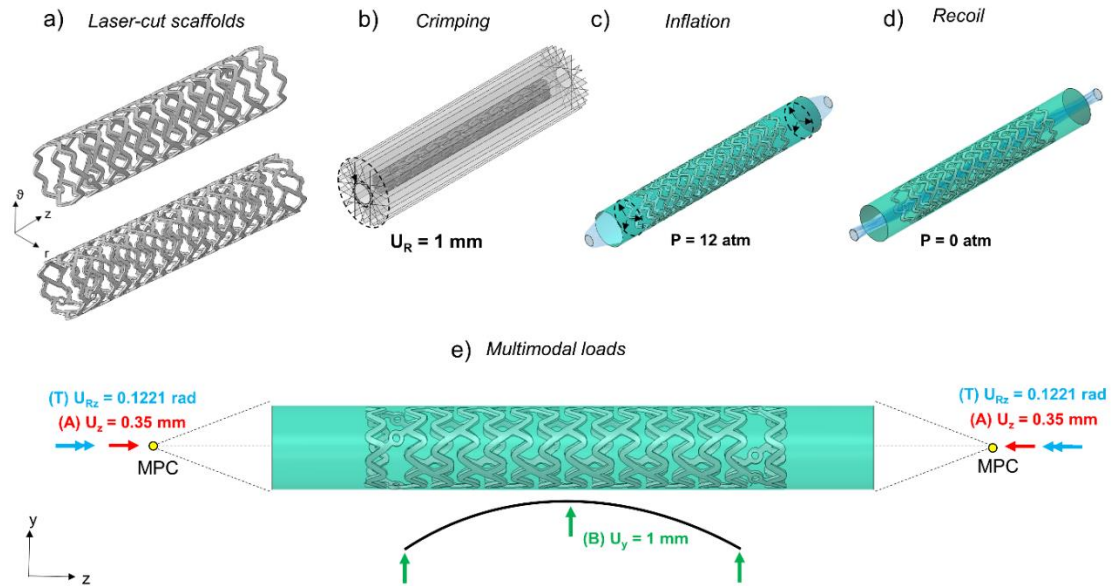 a) Laser-cut scaffolds
b) Crimping
c) Inflation
d) Recoil
ϑ
z
r
U_R = 1 mm
P = 12 atm
P = 0 atm
e) Multimodal loads
(T) U_Rz = 0.1221 rad
(A) U_z = 0.35 mm
MPC
(T) U_Rz = 0.1221 rad
(A) U_z = 0.35 mm
MPC
(B) U_y = 1 mm
y
z